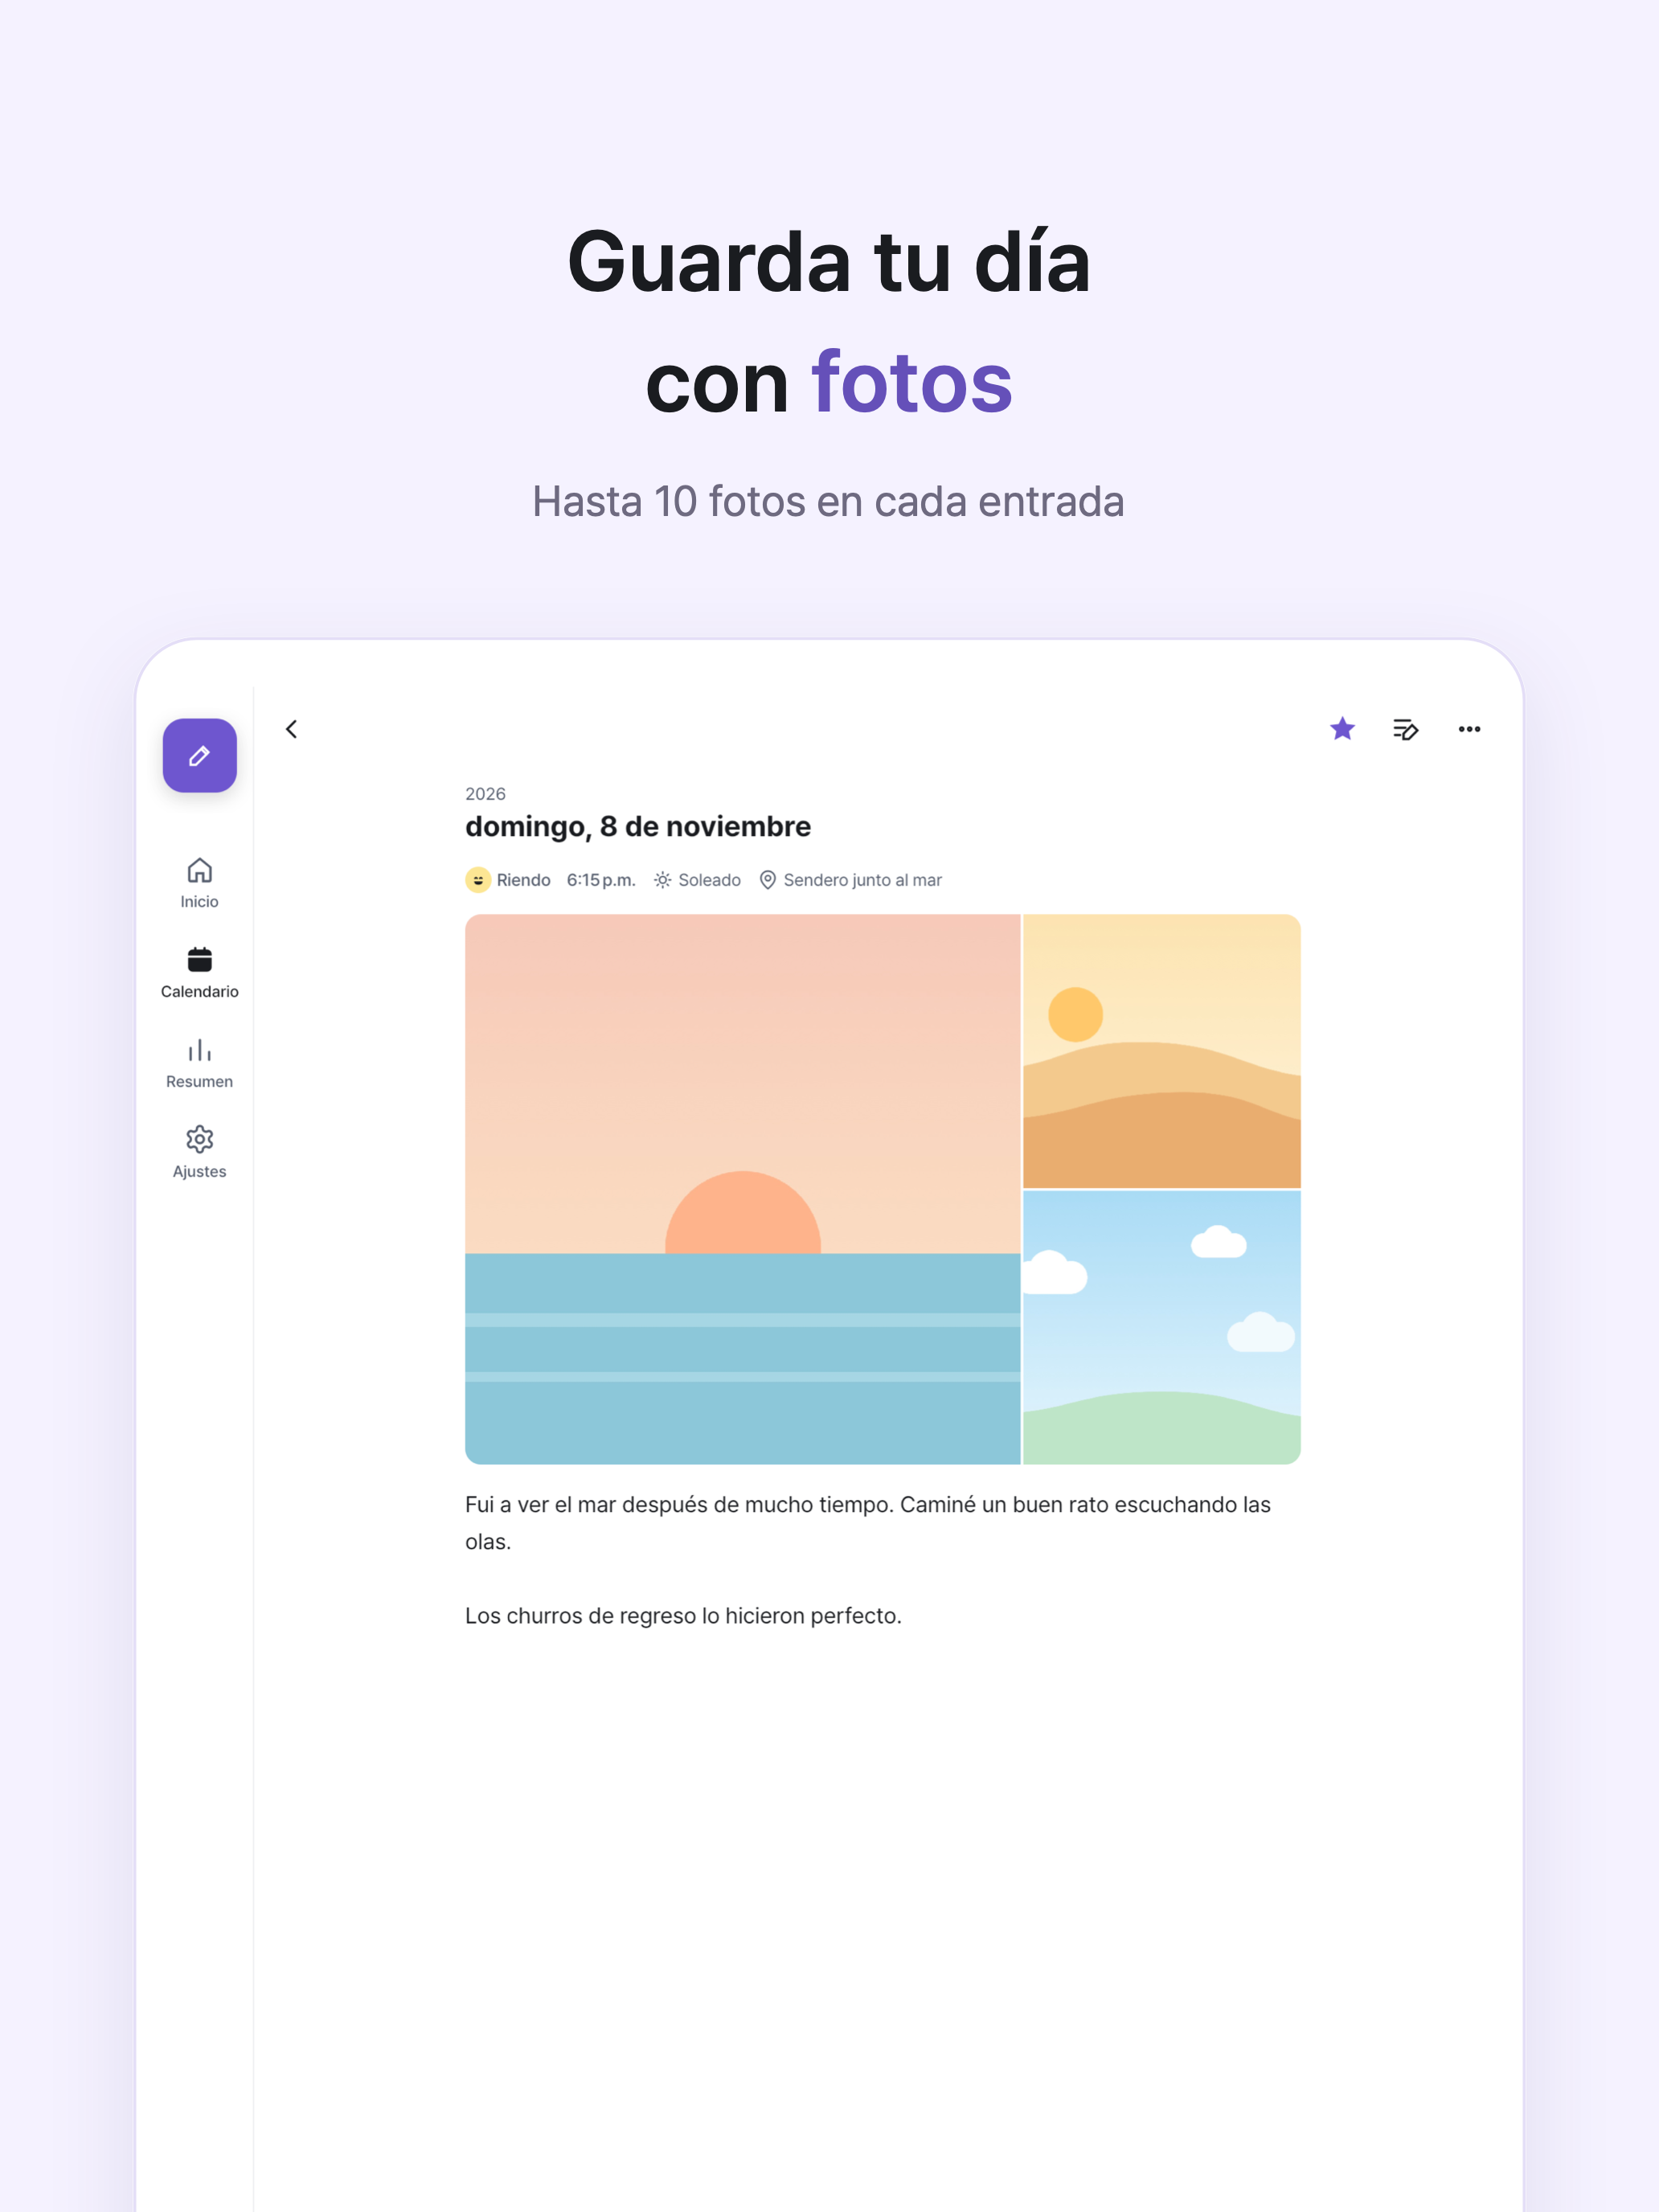 Guarda tu día
con fotos
Hasta 10 fotos en cada entrada
2026
domingo, 8 de noviembre
Riendo 6:15 p.m. Soleado Sendero junto al mar
Inicio
Calendario
Resumen
Ajustes
Fui a ver el mar después de mucho tiempo. Caminé un buen rato escuchando las
olas.
Los churros de regreso lo hicieron perfecto.